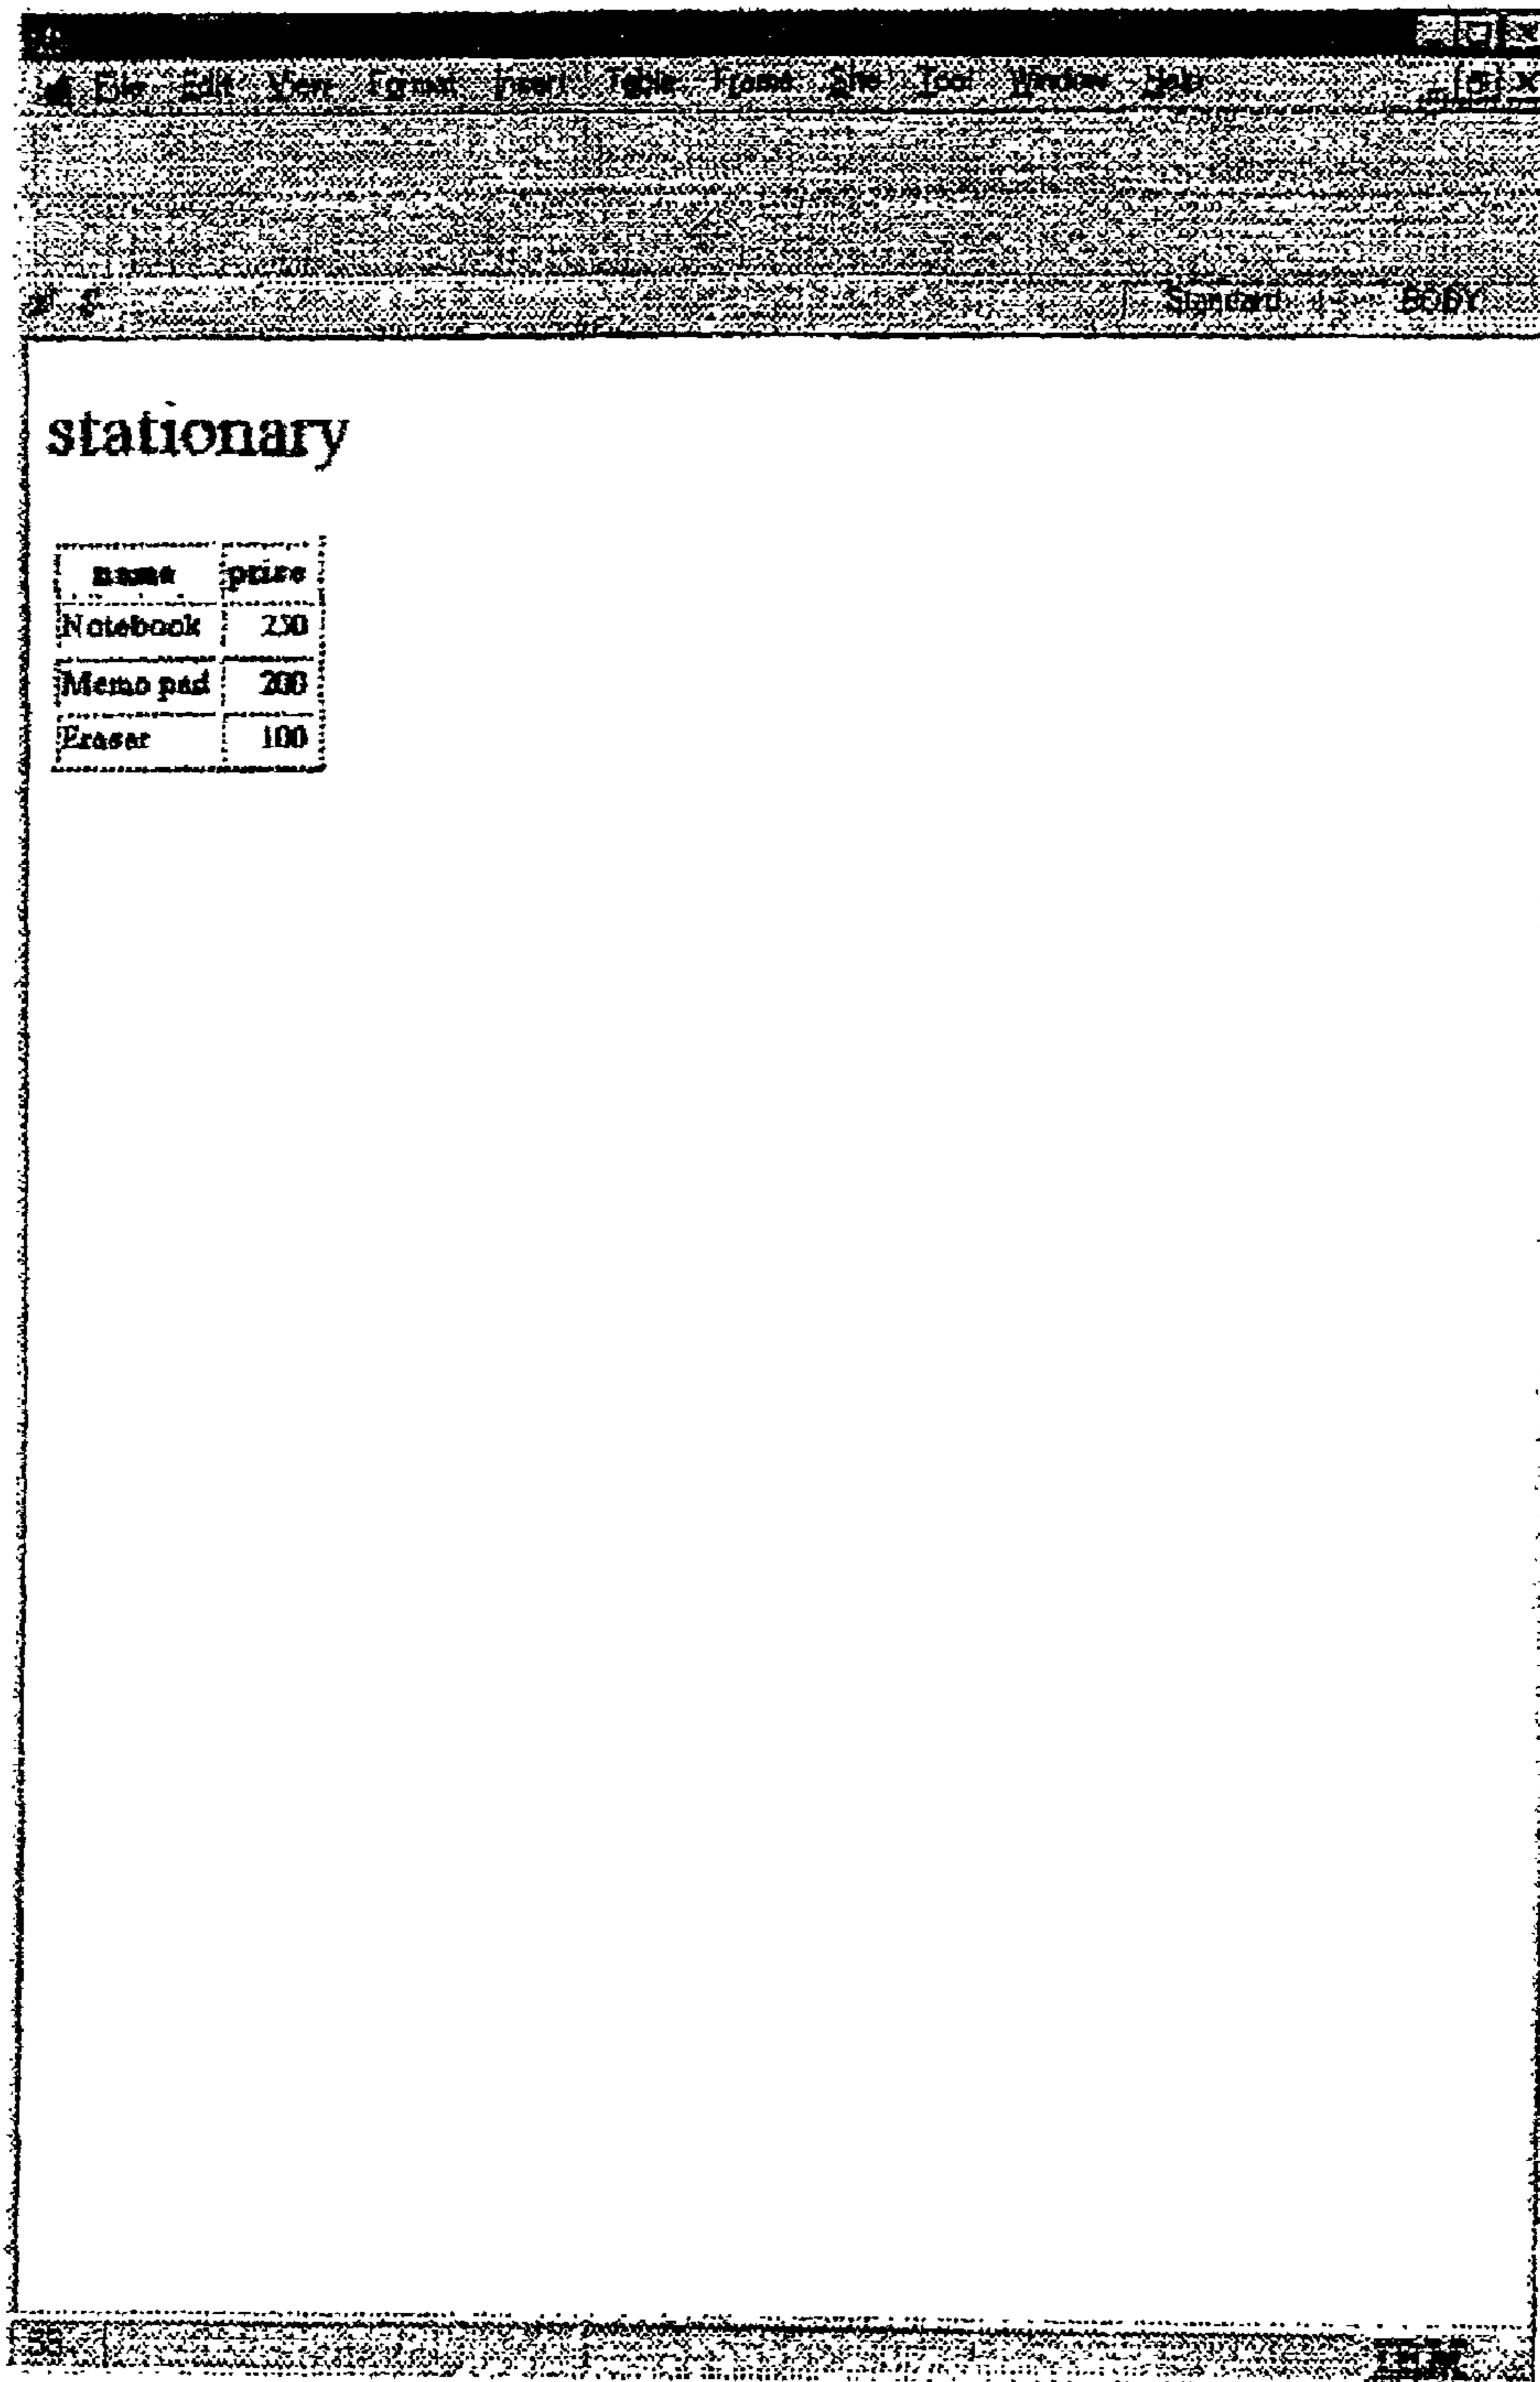 File Edit View Format Insert Table Frame Site Tool Window Help
Standard BODY
stationary
name price
Notebook 250
Memo pad 200
Eraser 100